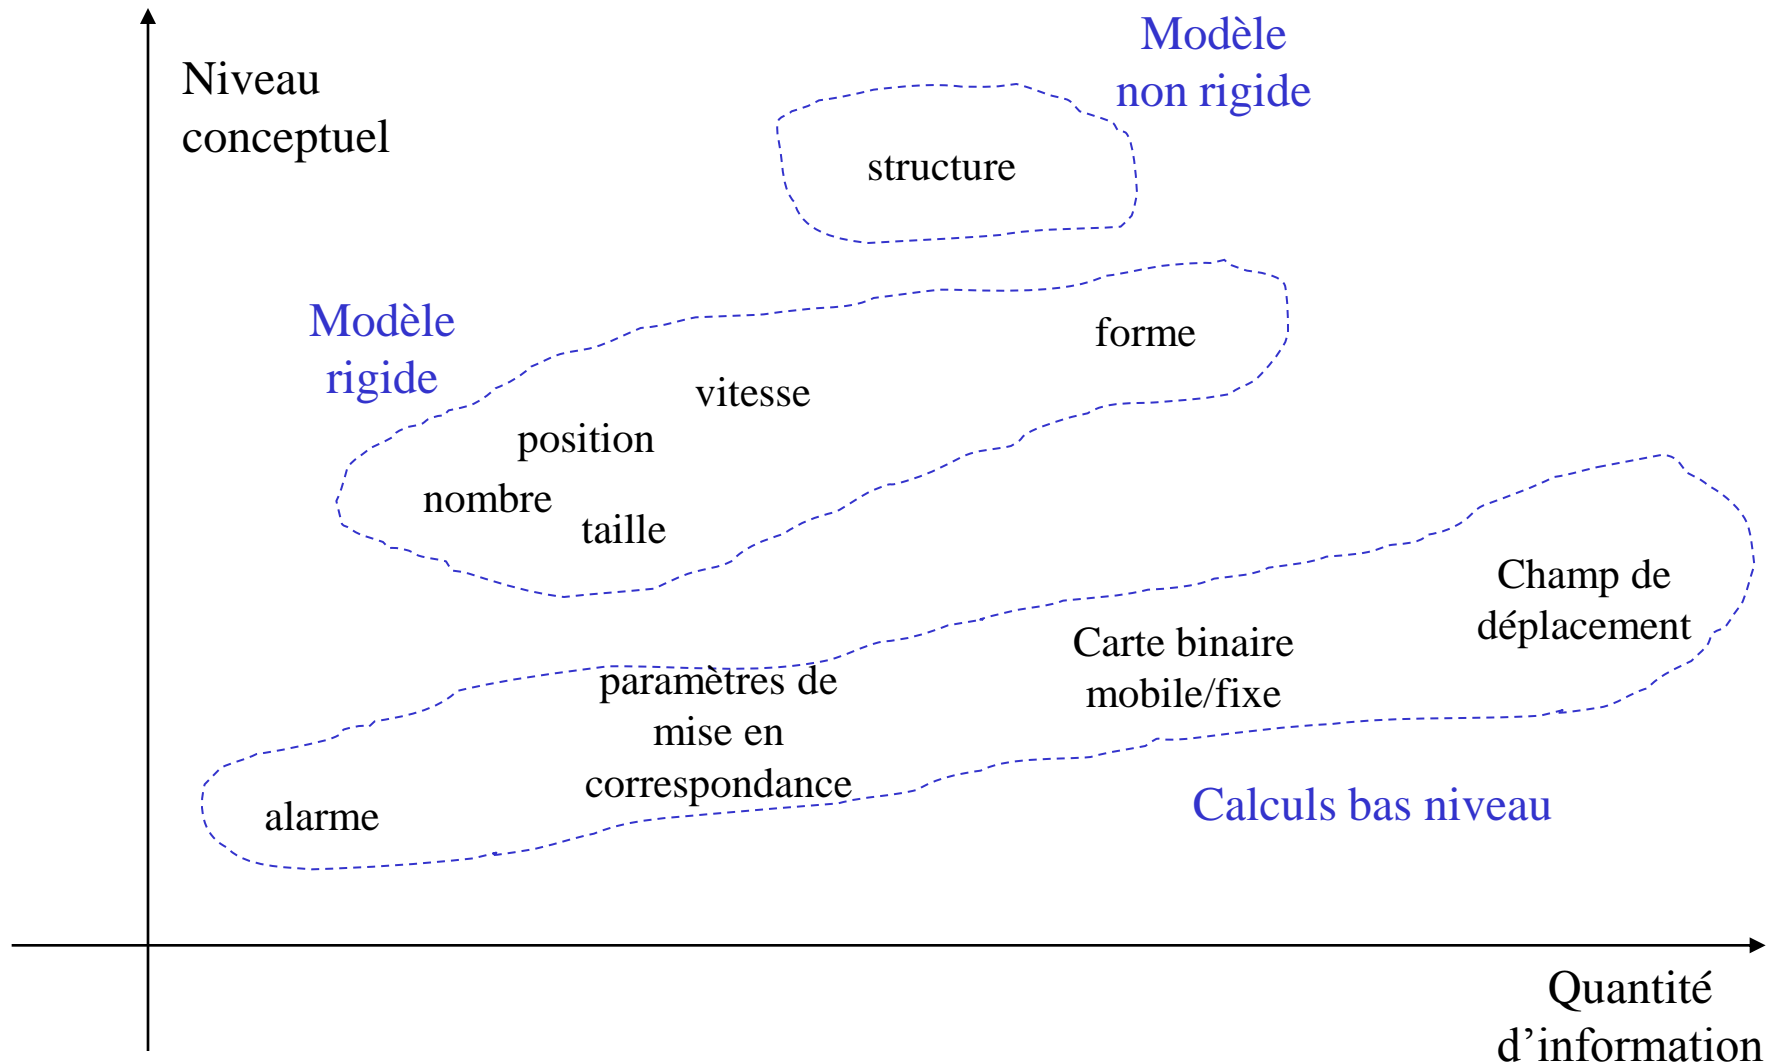 Modèle
non rigide
Niveau
conceptuel
structure
Modèle
rigide
forme
vitesse
position
nombre
taille
Champ de
déplacement
Carte binaire
mobile/fixe
paramètres de
mise en
correspondance
alarme
Calculs bas niveau
Quantité
d’information